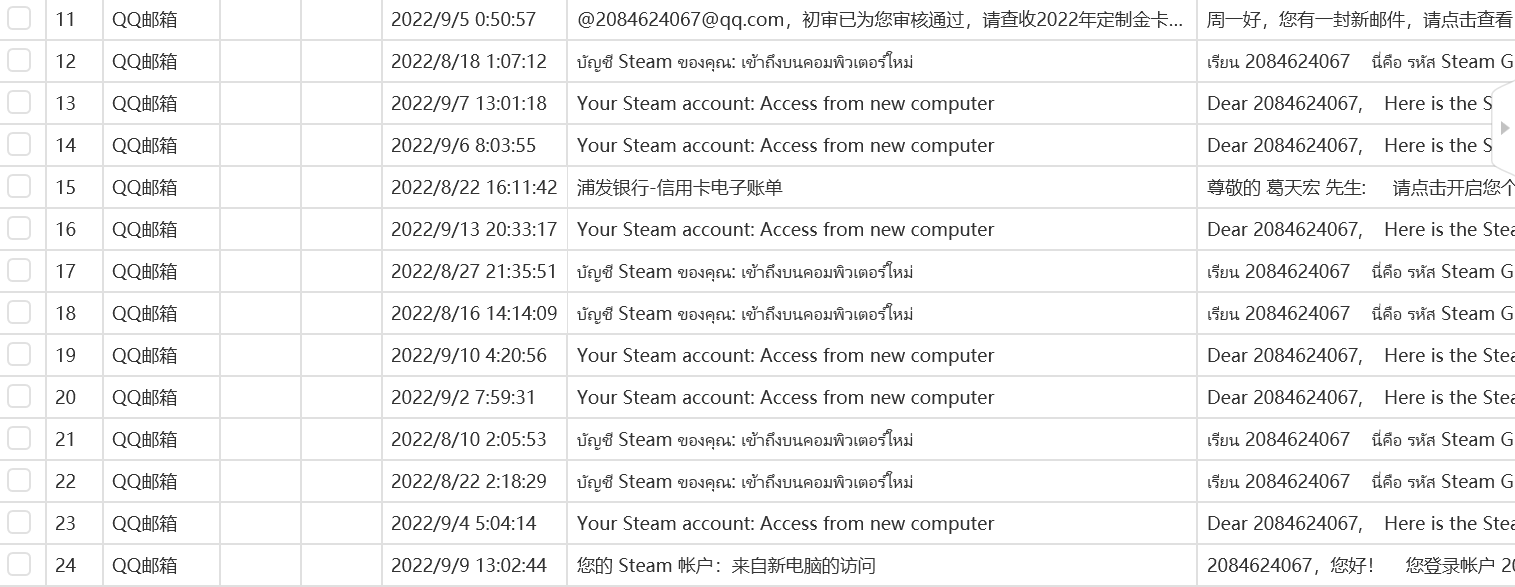 11 QQ邮箱 2022/9/5 0:50:57 @2084624067@qq.com，初审已为您审核通过，请查收2022年定制金卡... 周一好，您有一封新邮件，请点击查看
12 QQ邮箱 2022/8/18 1:07:12 บัญชี Steam ของคุณ: เข้าถึงบนคอมพิวเตอร์ใหม่ เรียน 2084624067 นี่คือ รหัส Steam G
13 QQ邮箱 2022/9/7 13:01:18 Your Steam account: Access from new computer Dear 2084624067, Here is the S
14 QQ邮箱 2022/9/6 8:03:55 Your Steam account: Access from new computer Dear 2084624067, Here is the S
15 QQ邮箱 2022/8/22 16:11:42 浦发银行-信用卡电子账单 尊敬的 葛天宏 先生: 请点击开启您个
16 QQ邮箱 2022/9/13 20:33:17 Your Steam account: Access from new computer Dear 2084624067, Here is the Stea
17 QQ邮箱 2022/8/27 21:35:51 บัญชี Steam ของคุณ: เข้าถึงบนคอมพิวเตอร์ใหม่ เรียน 2084624067 นี่คือ รหัส Steam G
18 QQ邮箱 2022/8/16 14:14:09 บัญชี Steam ของคุณ: เข้าถึงบนคอมพิวเตอร์ใหม่ เรียน 2084624067 นี่คือ รหัส Steam G
19 QQ邮箱 2022/9/10 4:20:56 Your Steam account: Access from new computer Dear 2084624067, Here is the Stea
20 QQ邮箱 2022/9/2 7:59:31 Your Steam account: Access from new computer Dear 2084624067, Here is the Stea
21 QQ邮箱 2022/8/10 2:05:53 บัญชี Steam ของคุณ: เข้าถึงบนคอมพิวเตอร์ใหม่ เรียน 2084624067 นี่คือ รหัส Steam G
22 QQ邮箱 2022/8/22 2:18:29 บัญชี Steam ของคุณ: เข้าถึงบนคอมพิวเตอร์ใหม่ เรียน 2084624067 นี่คือ รหัส Steam G
23 QQ邮箱 2022/9/4 5:04:14 Your Steam account: Access from new computer Dear 2084624067, Here is the Stea
24 QQ邮箱 2022/9/9 13:02:44 您的 Steam 帐户：来自新电脑的访问 2084624067，您好！ 您登录帐户 20